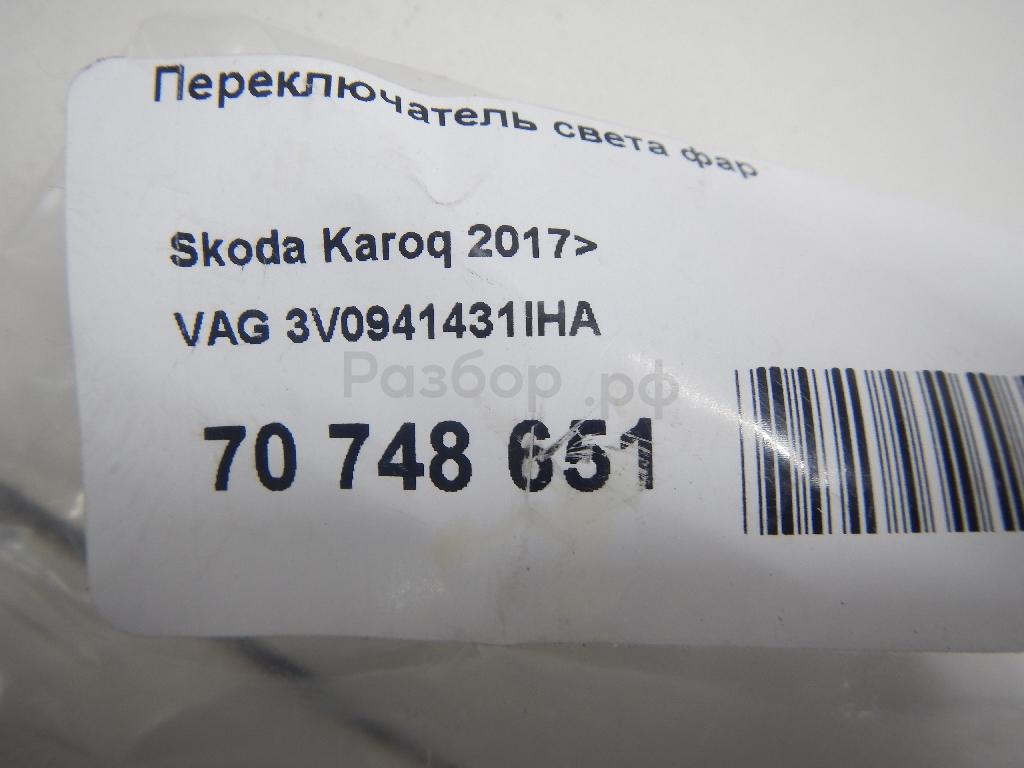 Переключатель света фар
Skoda Karoq 2017>
VAG 3V0941431IHA
Разбор.рф
70 748 651